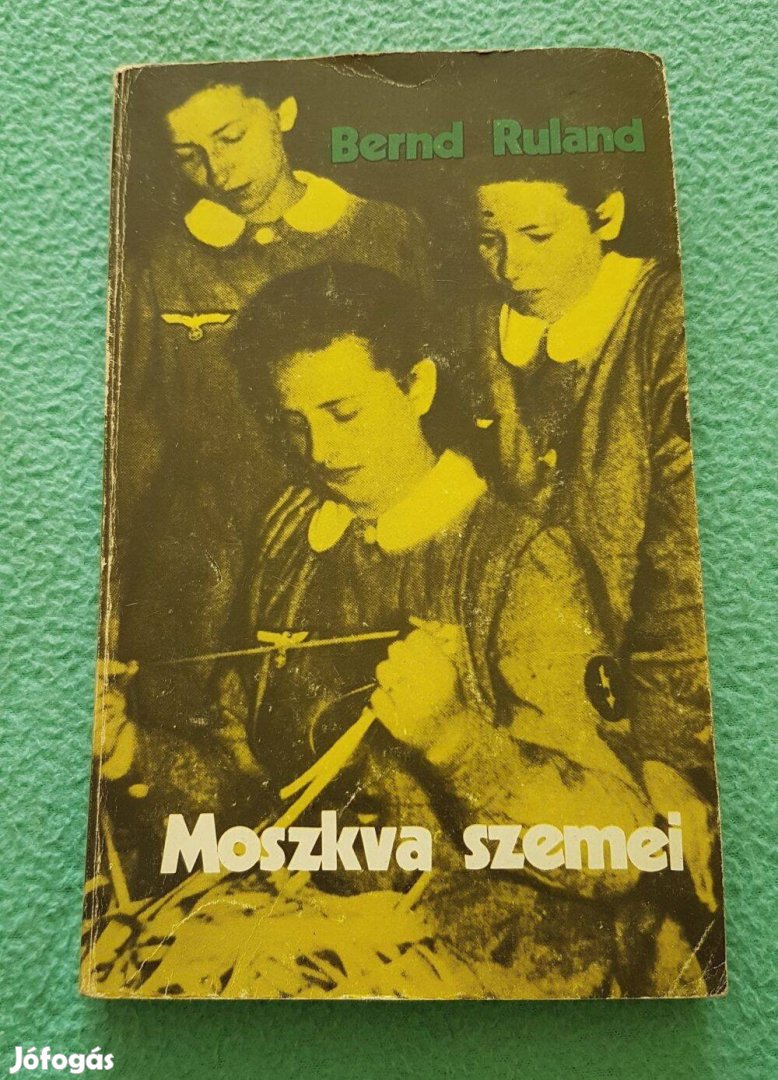 Bernd Ruland
Moszkva szemei
Jófogás